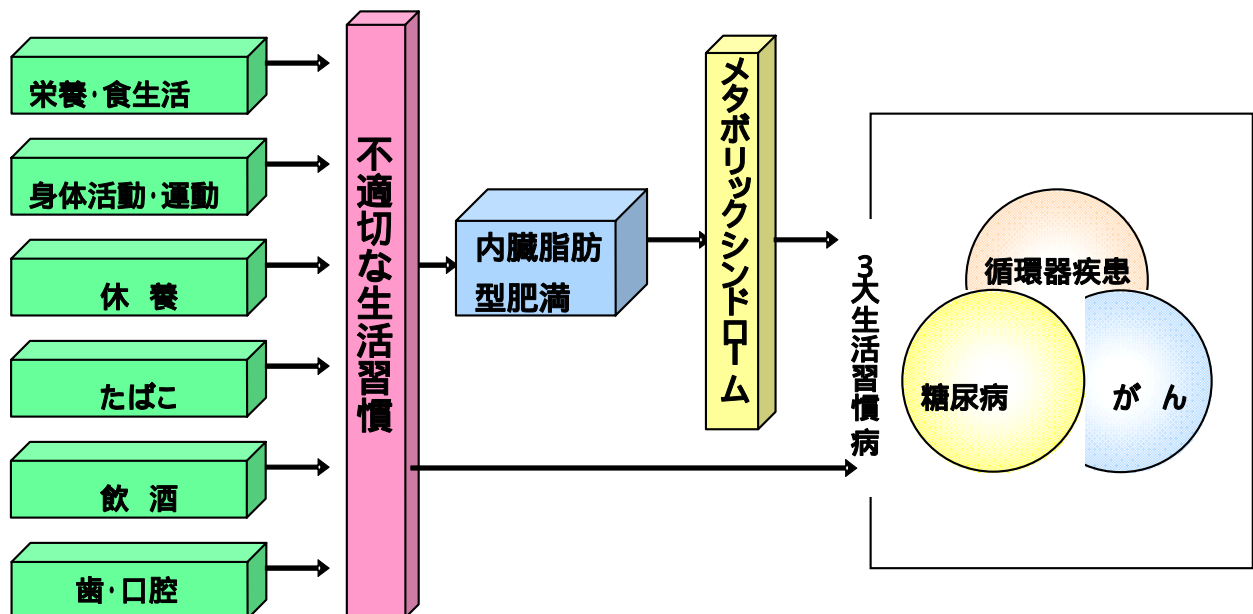 栄養・食生活
身体活動・運動
休 養
たばこ
飲 酒
歯・口腔
不適切な生活習慣
内臓脂肪
型肥満
メタボリックシンドローム
3大生活習慣病
循環器疾患
糖尿病
が ん